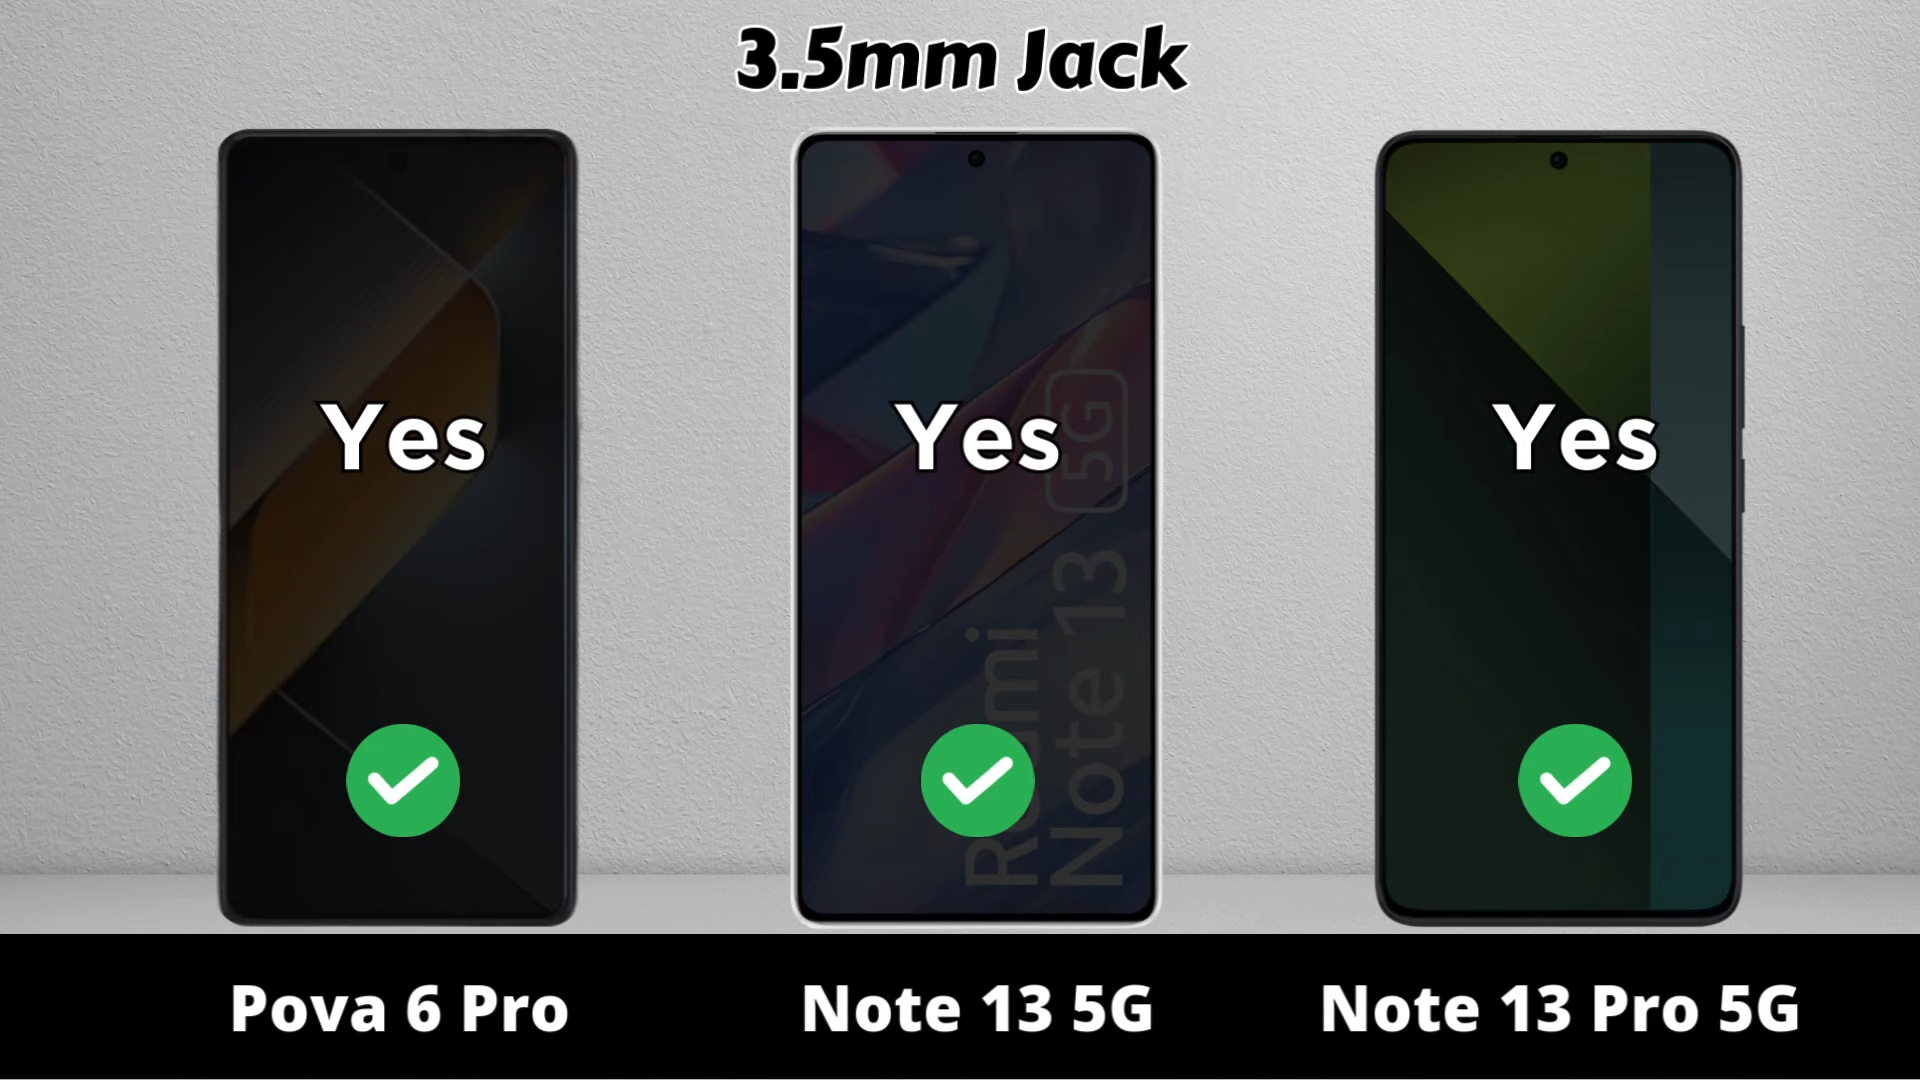 3.5mm Jack
Yes
Yes
Yes
Redmi
Note 13 5G
Pova 6 Pro
Note 13 5G
Note 13 Pro 5G